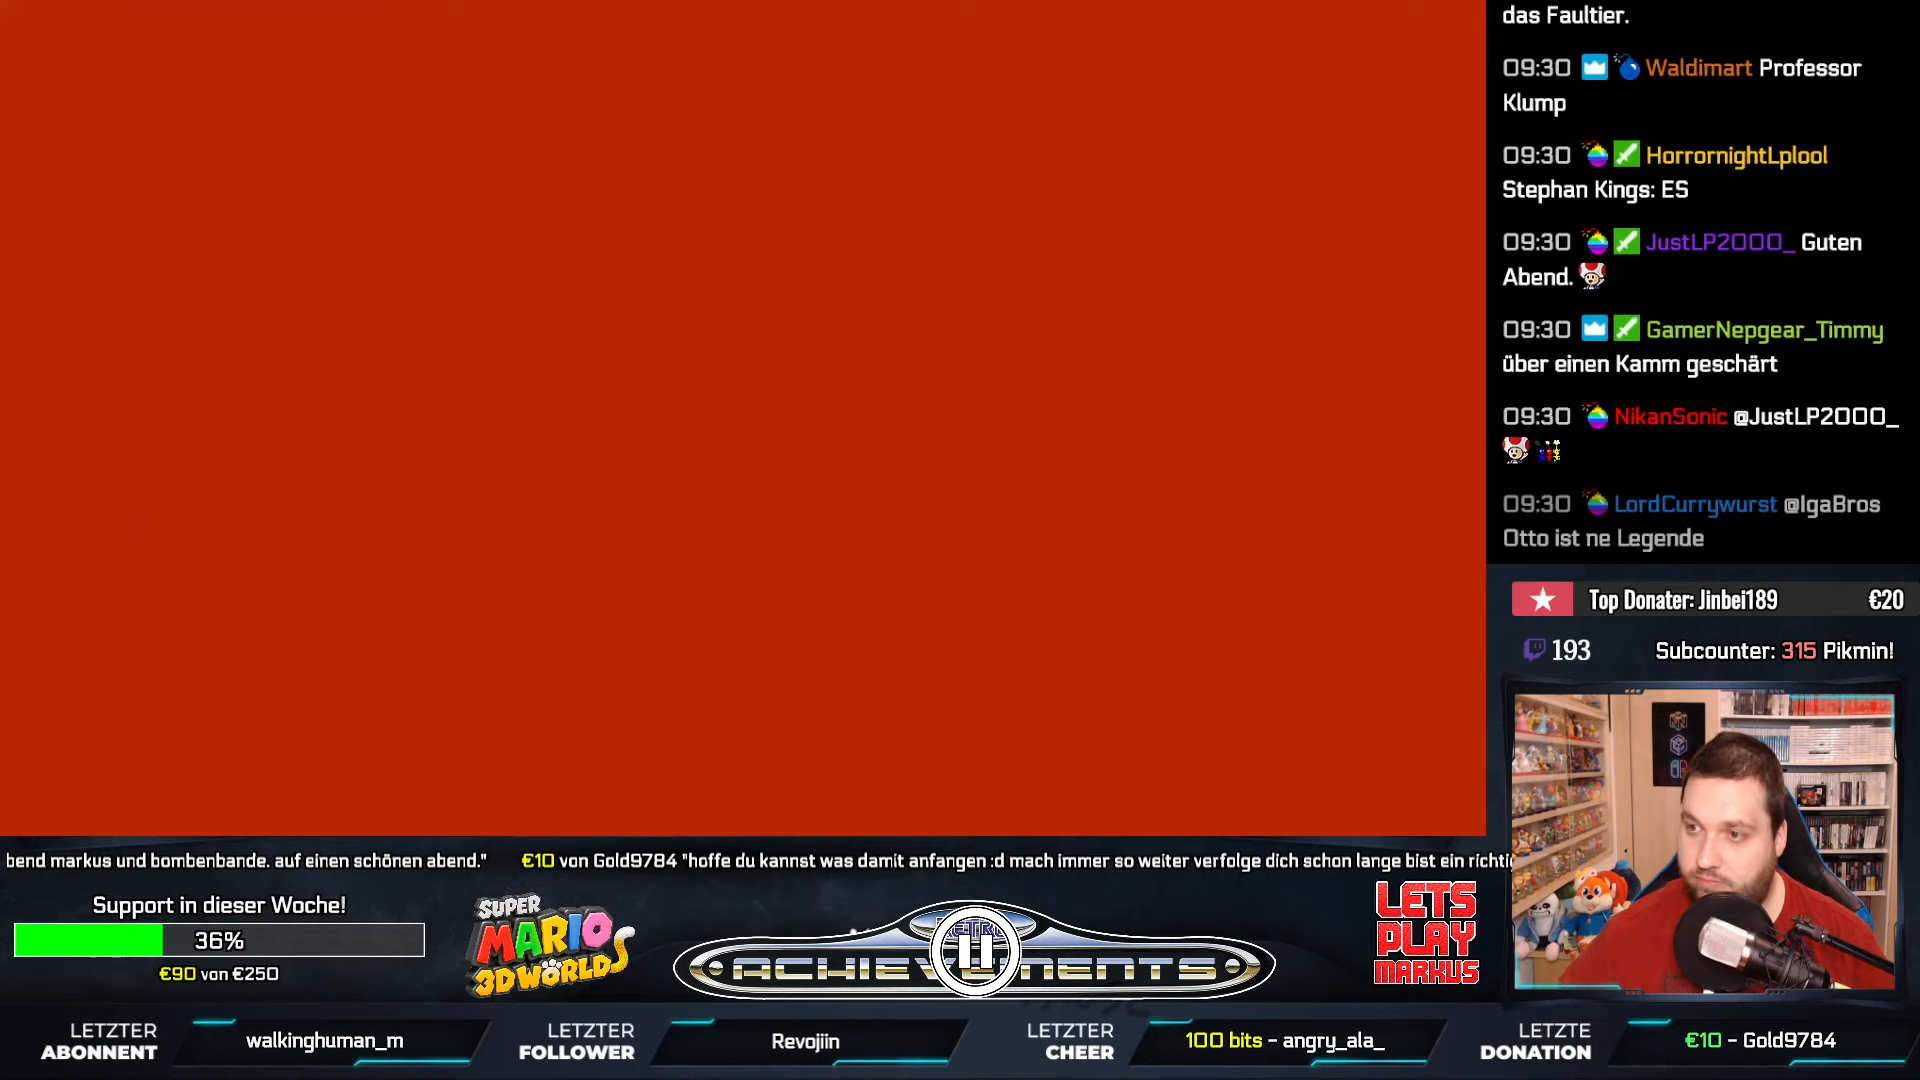 das Faultier.
09:30 Waldimart Professor
Klump
09:30 HorrornightLplool
Stephan Kings: ES
09:30 JustLP2000_ Guten
Abend.
09:30 GamerNepgear_Timmy
über einen Kamm geschärt
09:30 NikanSonic @JustLP2000_
09:30 LordCurrywurst @IgaBros
Otto ist ne Legende
Top Donater: Jinbei189 €20
193 Subcounter: 315 Pikmin!
bend markus und bombenbande. auf einen schönen abend." €10 von Gold9784 "hoffe du kannst was damit anfangen :d mach immer so weiter verfolge dich schon lange bist ein richtig
Support in dieser Woche!
36%
€90 von €250
SUPER
MARIO
3D WORLD
ACHIEVEMENTS
LETS
PLAY
MARKUS
LETZTER
ABONNENT
walkinghuman_m
LETZTER
FOLLOWER
Revojiin
LETZTER
CHEER
100 bits - angry_ala_
LETZTE
DONATION
€10 - Gold9784